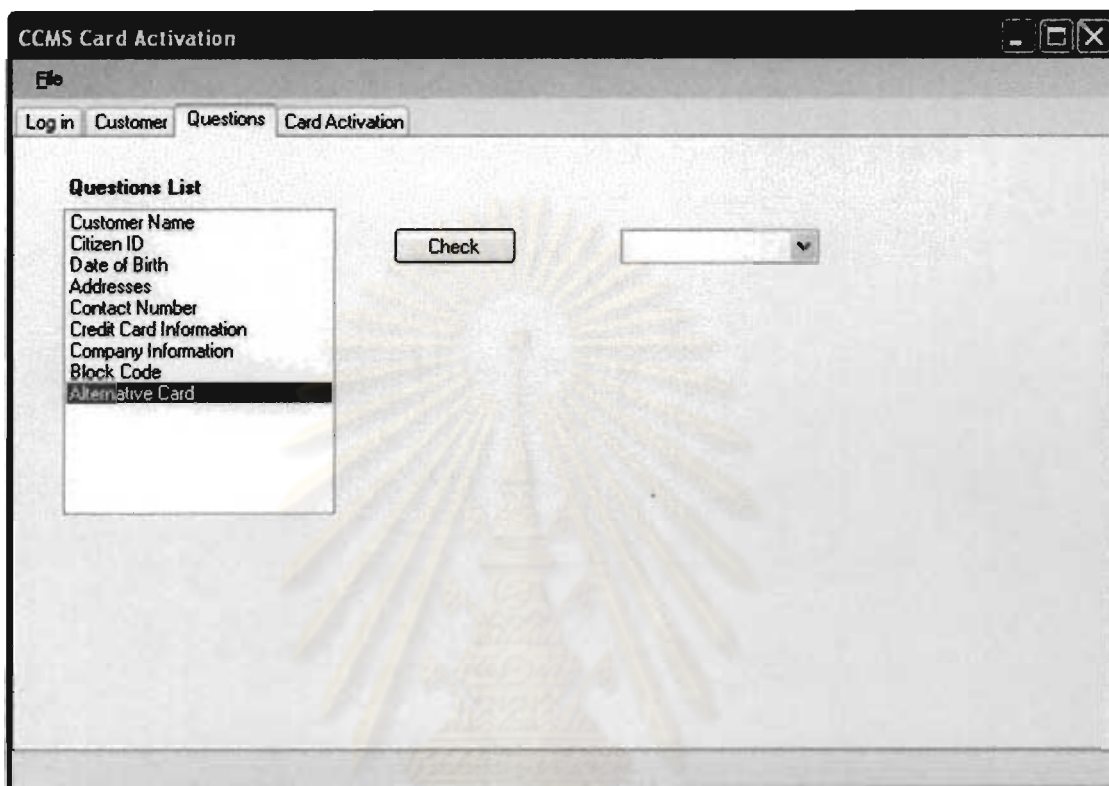 CCMS Card Activation
File
Log in Customer Questions Card Activation
Questions List
Customer Name
Citizen ID
Date of Birth
Addresses
Contact Number
Credit Card Information
Company Information
Block Code
Alternative Card
Check